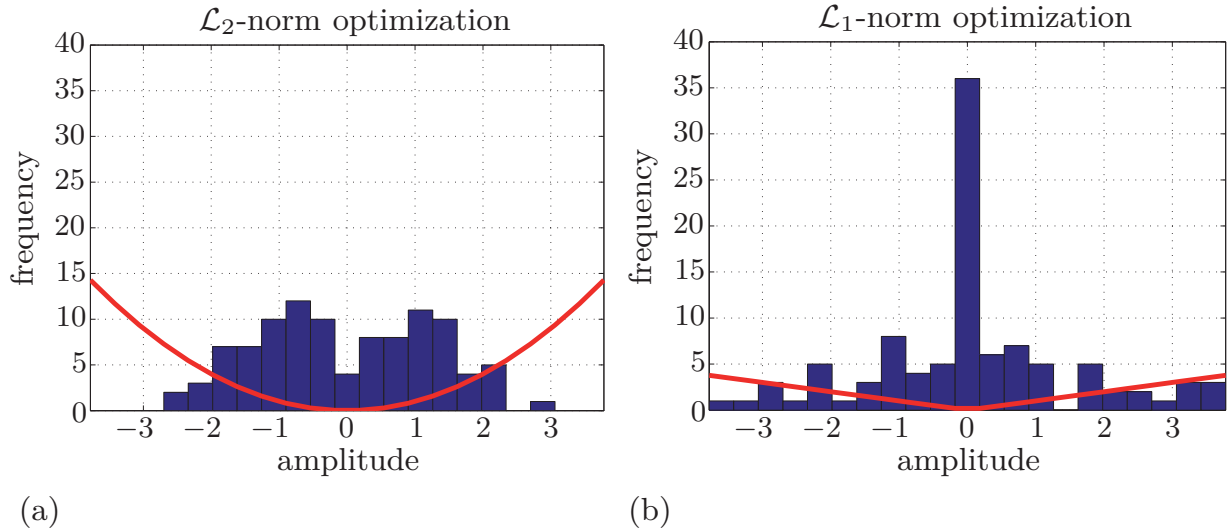 ℒ₂-norm optimization
40
35
30
25
20
15
10
5
0
frequency
−3 −2 −1 0 1 2 3
amplitude
(a)
ℒ₁-norm optimization
40
35
30
25
20
15
10
5
0
frequency
−3 −2 −1 0 1 2 3
amplitude
(b)